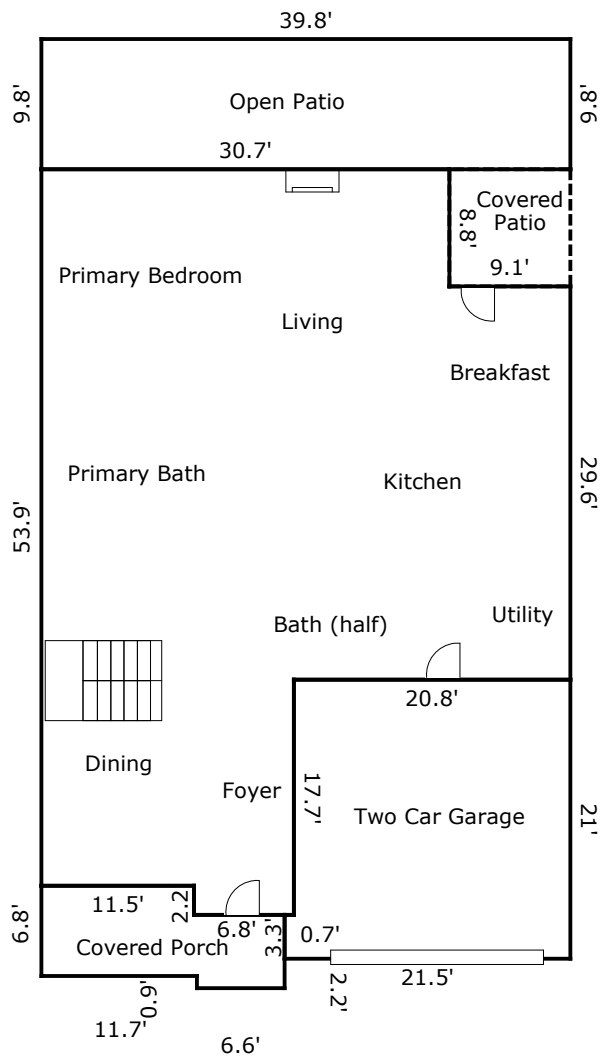 39.8'
9.8'
Open Patio
9.8'
30.7'
Covered
Patio
8.8'
9.1'
Primary Bedroom
Living
Breakfast
Primary Bath
Kitchen
29.6'
53.9'
Bath (half)
Utility
20.8'
Dining
Foyer
17.7'
Two Car Garage
21'
11.5'
2.2
6.8'
6.8'
3.3'
0.7'
Covered Porch
0.9'
2.2'
21.5'
11.7'
6.6'